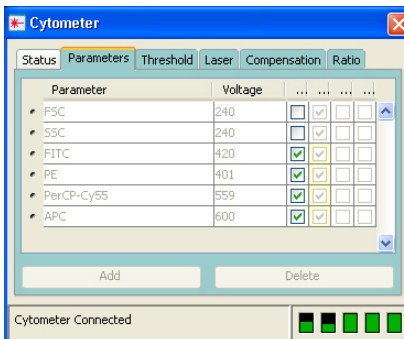 Cytometer
Status Parameters Threshold Laser Compensation Ratio
Parameter Voltage ... ... ... ...
FSC 240
SSC 240
FITC 420
PE 401
PerCP-Cy55 559
APC 600
Add Delete
Cytometer Connected